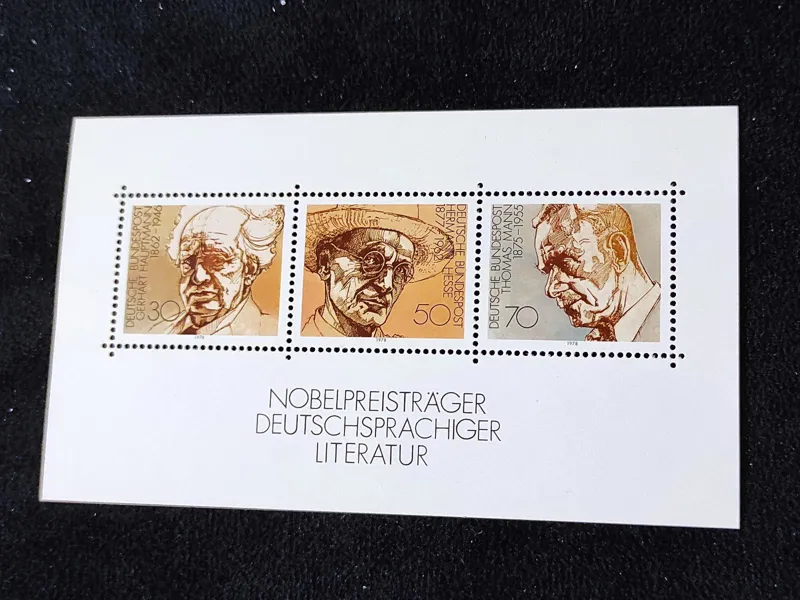 DEUTSCHE BUNDESPOST
GERHART HAUPTMANN
1862–1946
30
1978
DEUTSCHE BUNDESPOST
HERMANN HESSE
1877–1962
50
1978
DEUTSCHE BUNDESPOST
THOMAS MANN
1875–1955
70
1978
NOBELPREISTRÄGER
DEUTSCHSPRACHIGER
LITERATUR